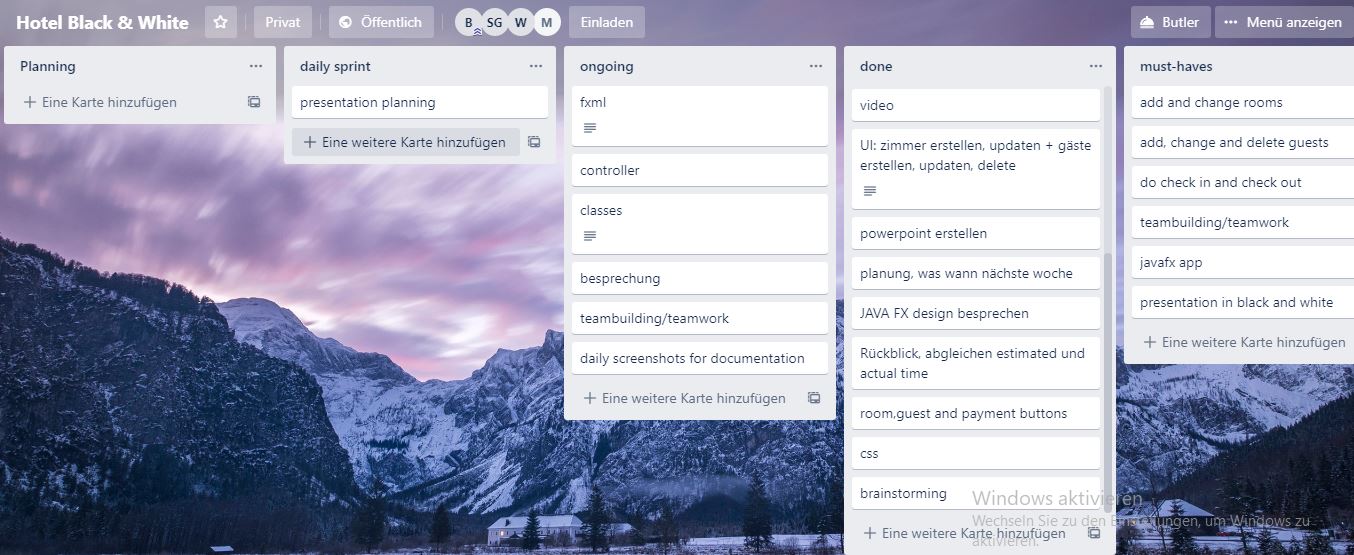 Hotel Black & White
Privat
Öffentlich
B
SG
W
M
Einladen
Butler
Menü anzeigen
Planning
Eine Karte hinzufügen
daily sprint
presentation planning
Eine weitere Karte hinzufügen
ongoing
fxml
controller
classes
besprechung
teambuilding/teamwork
daily screenshots for documentation
Eine weitere Karte hinzufügen
done
video
UI: zimmer erstellen, updaten + gäste
erstellen, updaten, delete
powerpoint erstellen
planung, was wann nächste woche
JAVA FX design besprechen
Rückblick, abgleichen estimated und
actual time
room,guest and payment buttons
css
brainstorming
Eine weitere Karte hinzufügen
must-haves
add and change rooms
add, change and delete guests
do check in and check out
teambuilding/teamwork
javafx app
presentation in black and white
Eine weitere Karte hinzufügen
Windows aktivieren
Wechseln Sie zu den Einstellungen, um Windows zu
aktivieren.